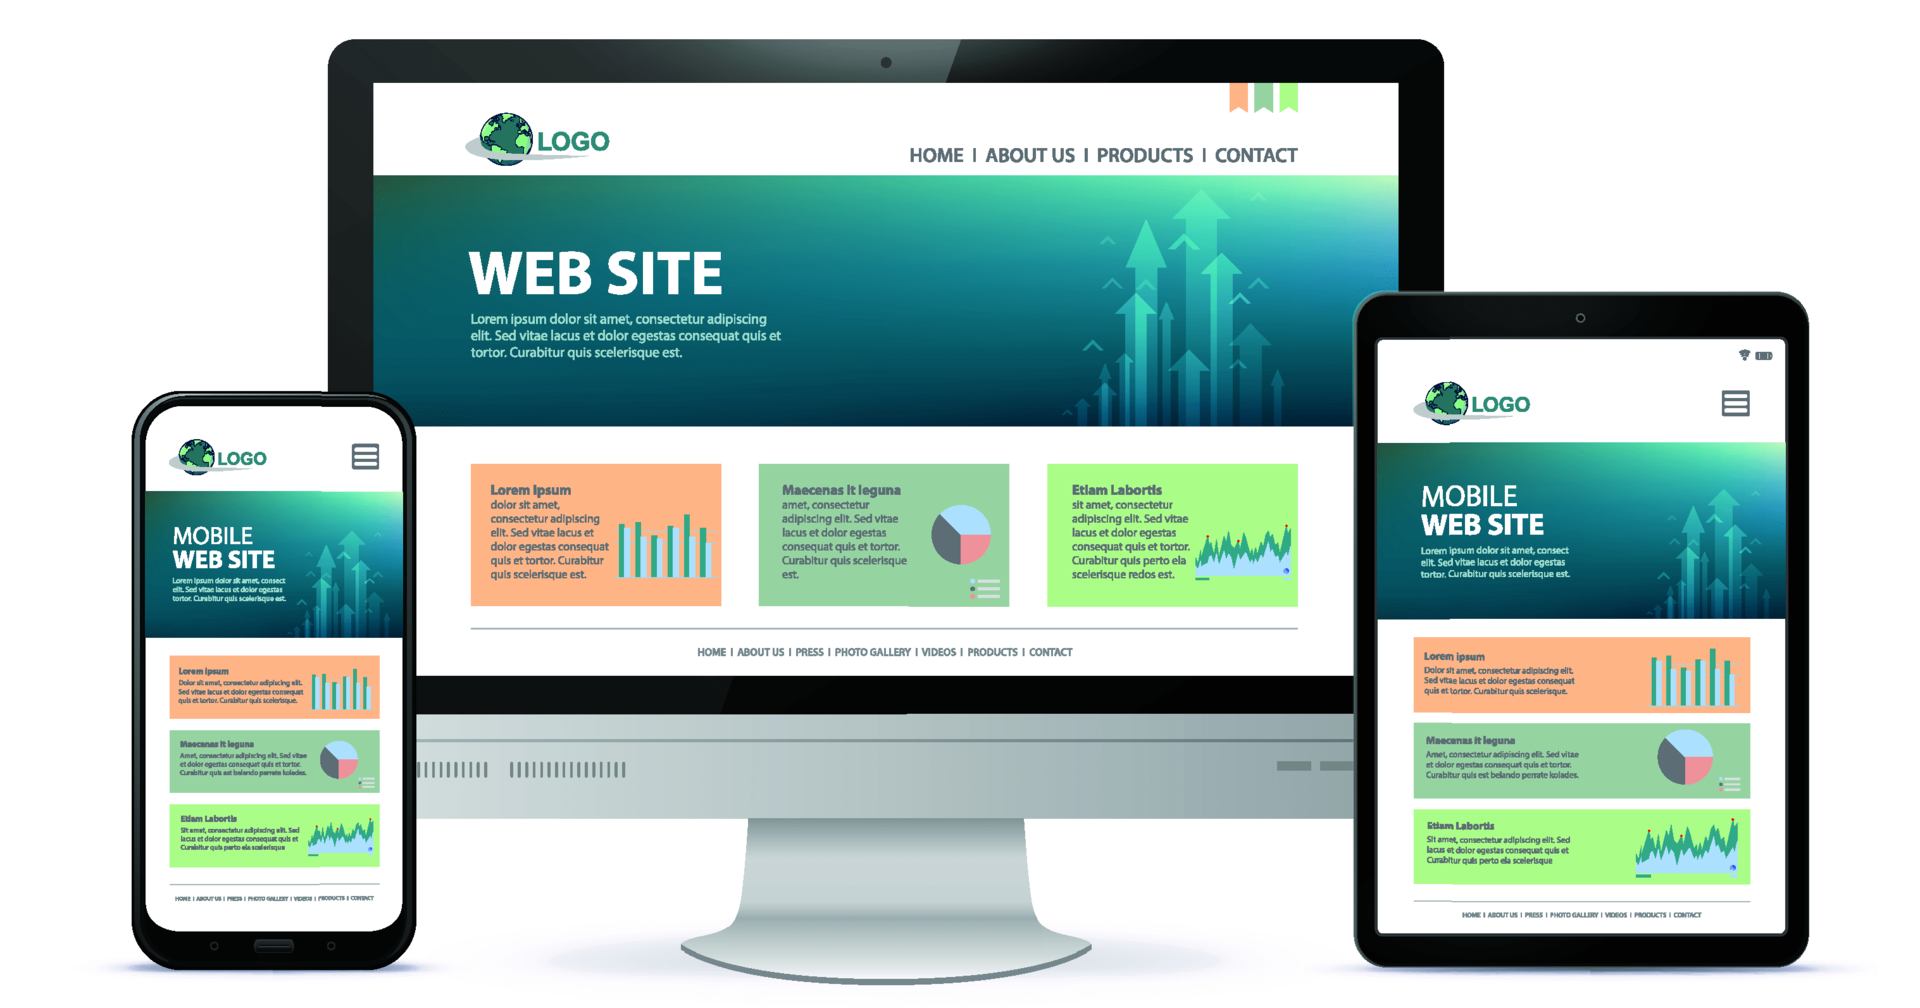 LOGO
HOME | ABOUT US | PRODUCTS | CONTACT
WEB SITE
Lorem ipsum dolor sit amet, consectetur adipiscing
elit. Sed vitae lacus et dolor egestas consequat quis et
tortor. Curabitur quis scelerisque est.
Lorem Ipsum
dolor sit amet,
consectetur adipiscing
elit. Sed vitae lacus et
dolor egestas consequat
quis et tortor. Curabitur
quis scelerisque est.
Maecenas it leguna
amet, consectetur
adipiscing elit. Sed vitae
et dolor egestas
consequat quis et tortor.
Curabitur quis scelerisque
est.
Etiam Labortis
sit amet, consectetur
adipiscing elit. Sed vitae
lacus et dolor egestas
consequat quis et tortor.
Curabitur quis perto ela
scelerisque redos est.
HOME | ABOUT US | PRESS | PHOTO GALLERY | VIDEOS | PRODUCTS | CONTACT
LOGO
MOBILE
WEB SITE
Lorem ipsum dolor sit amet, consect
elit. Sed vitae lacus et dolor egestas
tortor. Curabitur quis scelerisque est.
Lorem ipsum
Dolor sit amet, consectetur adipiscing elit.
Sed vitae lacus et dolor egestas consequat
quis et tortor. Curabitur quis scelerisque.
Maecenas it leguna
Amet, consectetur adipiscing elit. Sed vitae
et dolor egestas consequat quis et tortor.
Curabitur quis est belando perrate kolades.
Etiam Labortis
Sit amet, consectetur adipiscing elit. Sed
lacus et dolor egestas consequat quis et
Curabitur quis perto ela scelerisque
HOME | ABOUT US | PRESS | PHOTO GALLERY | VIDEOS | PRODUCTS | CONTACT
LOGO
MOBILE
WEB SITE
Lorem ipsum dolor sit amet, consect
elit. Sed vitae lacus et dolor egestas
tortor. Curabitur quis scelerisque est.
Lorem ipsum
Dolor sit amet, consectetur adipiscing elit.
Sed vitae lacus et dolor egestas consequat
quis et tortor. Curabitur quis scelerisque.
Maecenas it leguna
Amet, consectetur adipiscing elit. Sed vitae
et dolor egestas consequat quis et tortor.
Curabitur quis est belando perrate kolades.
Etiam Labortis
Sit amet, consectetur adipiscing elit. Sed
lacus et dolor egestas consequat quis et
Curabitur quis perto ela scelerisque
HOME | ABOUT US | PRESS | PHOTO GALLERY | VIDEOS | PRODUCTS | CONTACT